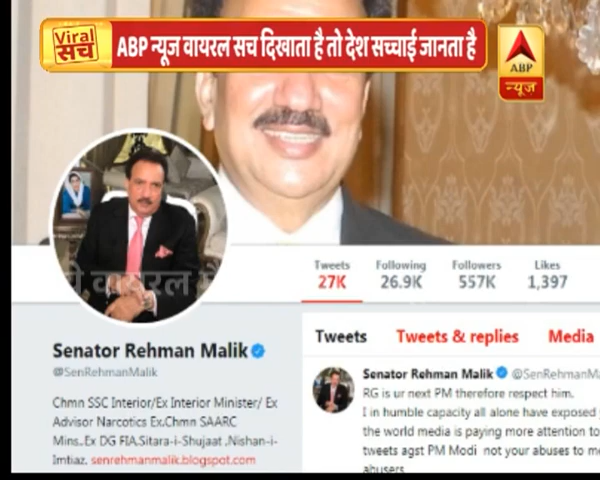 Viral
सच
ABP न्यूज़ वायरल सच दिखाता है तो देश सच्चाई जानता है
ABP
न्यूज़
वायरल
Tweets Following Followers Likes
27K 26.9K 557K 1,397
Tweets Tweets & replies Media
Senator Rehman Malik
@SenRehmanMalik
Chmn SSC Interior/Ex Interior Minister/ Ex
Advisor Narcotics Ex.Chmn SAARC
Mins..Ex DG FIA.Sitara-i-Shujaat ,Nishan-i-
Imtiaz. senrehmanmalik.blogspot.com
Senator Rehman Malik @SenRehmanMa
RG is ur next PM therefore respect him.
I in humble capacity all alone have exposed
the world media is paying more attention to
tweets agst PM Modi not your abuses to me
abusers